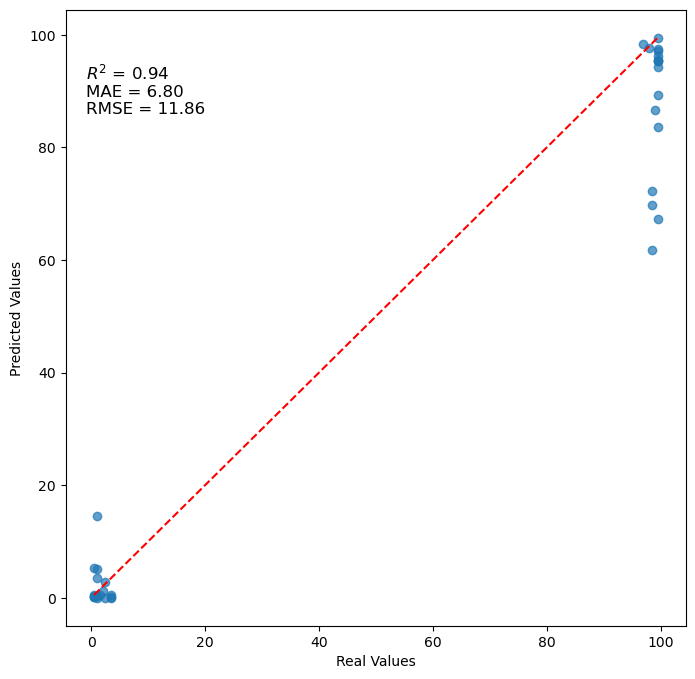 100
80
60
40
20
0
Predicted Values
R² = 0.94
MAE = 6.80
RMSE = 11.86
0 20 40 60 80 100
Real Values